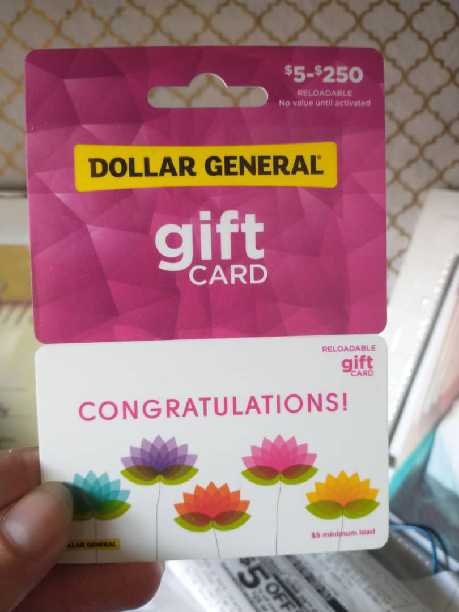 $5-$250
RELOADABLE
No value until activated
DOLLAR GENERAL
gift
CARD
RELOADABLE
gift
CARD
CONGRATULATIONS!
GENERAL
$5 minimum load
$5 OFF